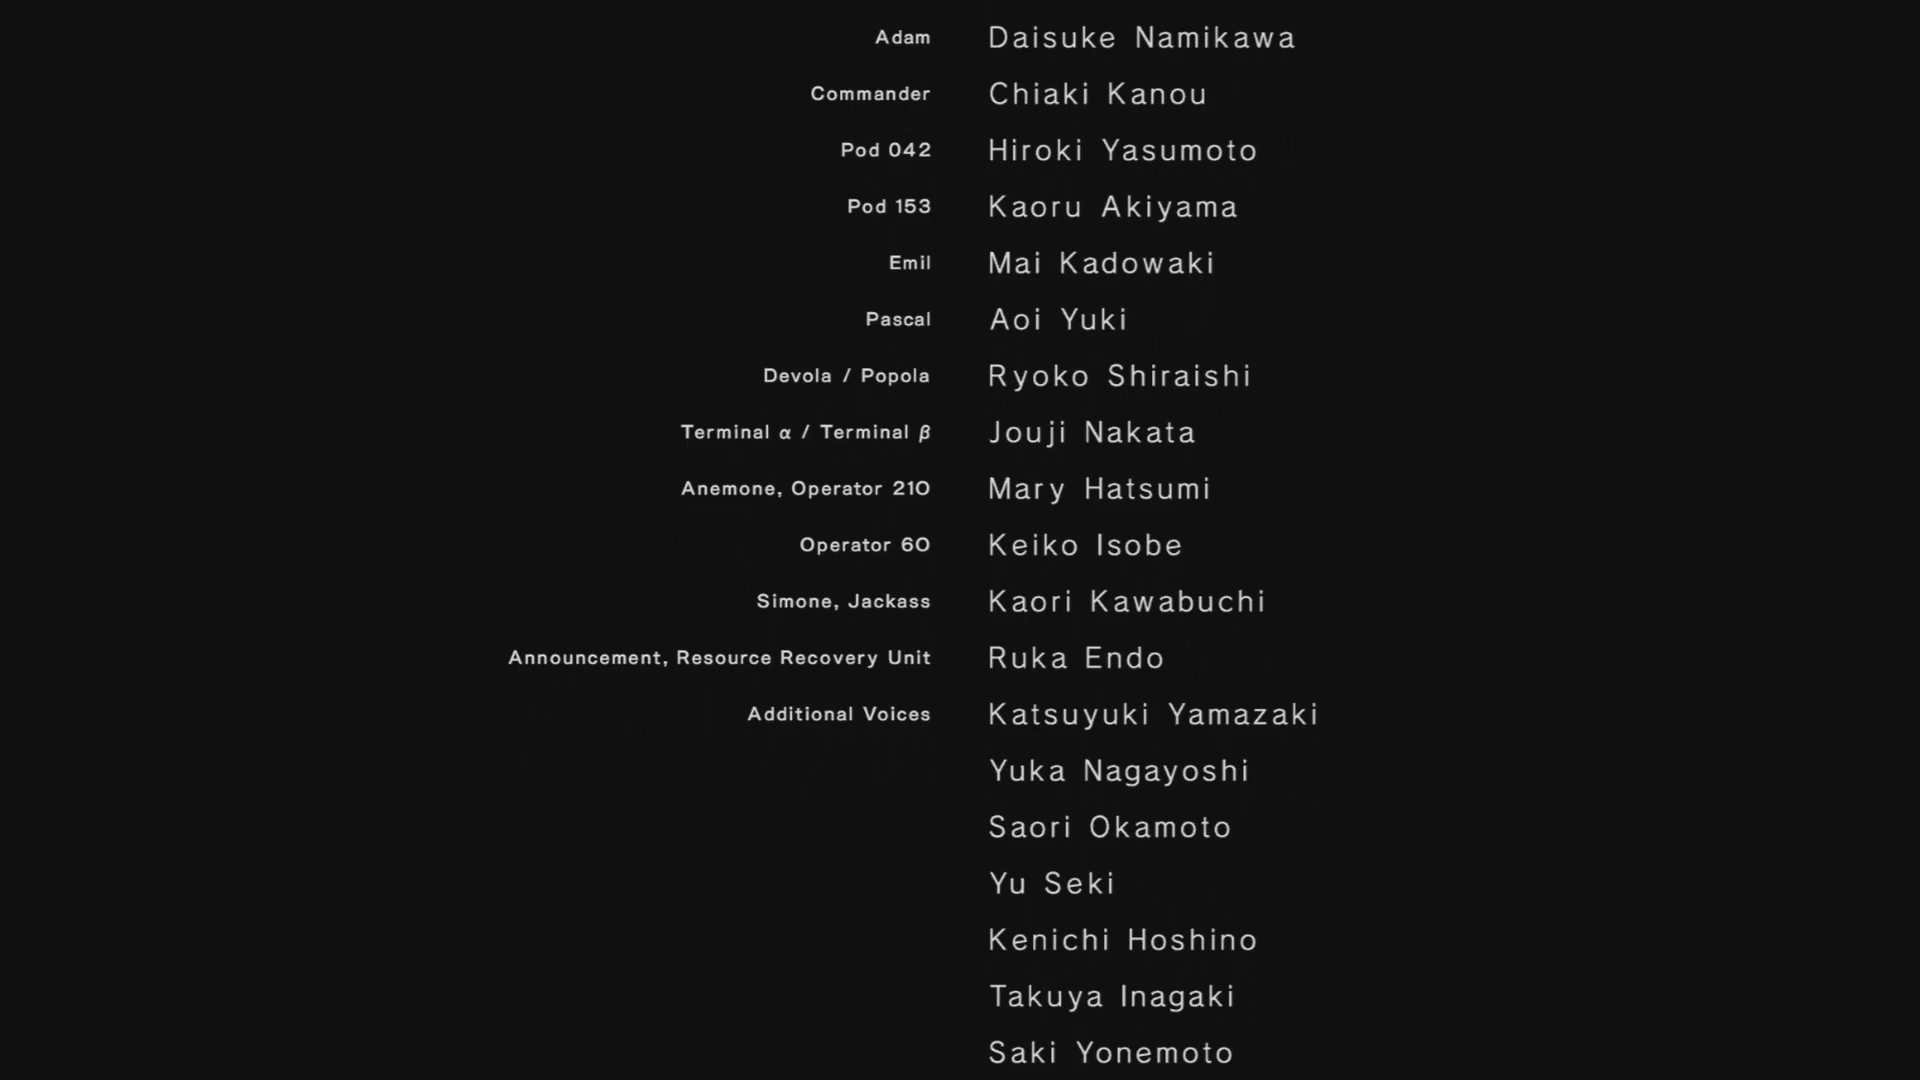 Adam Daisuke Namikawa
Commander Chiaki Kanou
Pod 042 Hiroki Yasumoto
Pod 153 Kaoru Akiyama
Emil Mai Kadowaki
Pascal Aoi Yuki
Devola / Popola Ryoko Shiraishi
Terminal α / Terminal β Jouji Nakata
Anemone, Operator 21O Mary Hatsumi
Operator 6O Keiko Isobe
Simone, Jackass Kaori Kawabuchi
Announcement, Resource Recovery Unit Ruka Endo
Additional Voices Katsuyuki Yamazaki
Yuka Nagayoshi
Saori Okamoto
Yu Seki
Kenichi Hoshino
Takuya Inagaki
Saki Yonemoto